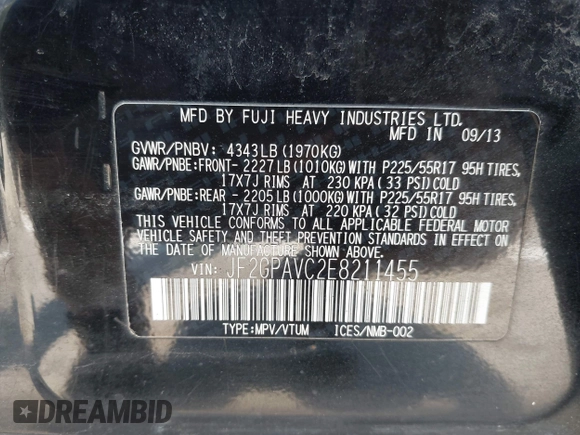 MFD BY FUJI HEAVY INDUSTRIES LTD.
MFD IN 09/13
GVWR/PNBV: 4343LB (1970KG)
GAWR/PNBE:FRONT- 2227LB (1010KG) WITH P225/55R17 95H TIRES,
17X7J RIMS AT 230 KPA (33 PSI) COLD
GAWR/PNBE:REAR - 2205LB (1000KG) WITH P225/55R17 95H TIRES,
17X7J RIMS AT 220 KPA (32 PSI) COLD
THIS VEHICLE CONFORMS TO ALL APPLICABLE FEDERAL MOTOR
VEHICLE SAFETY AND THEFT PREVENTION STANDARDS IN EFFECT ON
THE DATE OF MANUFACTURE SHOWN ABOVE.
VIN: JF2GPAVC2E8211455
TYPE:MPV/VTUM ICES/NMB-002
DREAMBID